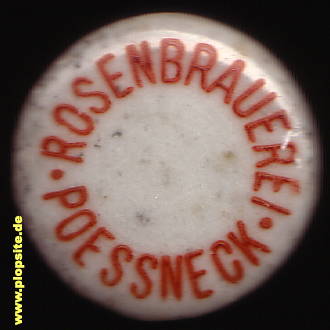 · ROSENBRAUEREI ·
POESSNECK
www.plopsite.de